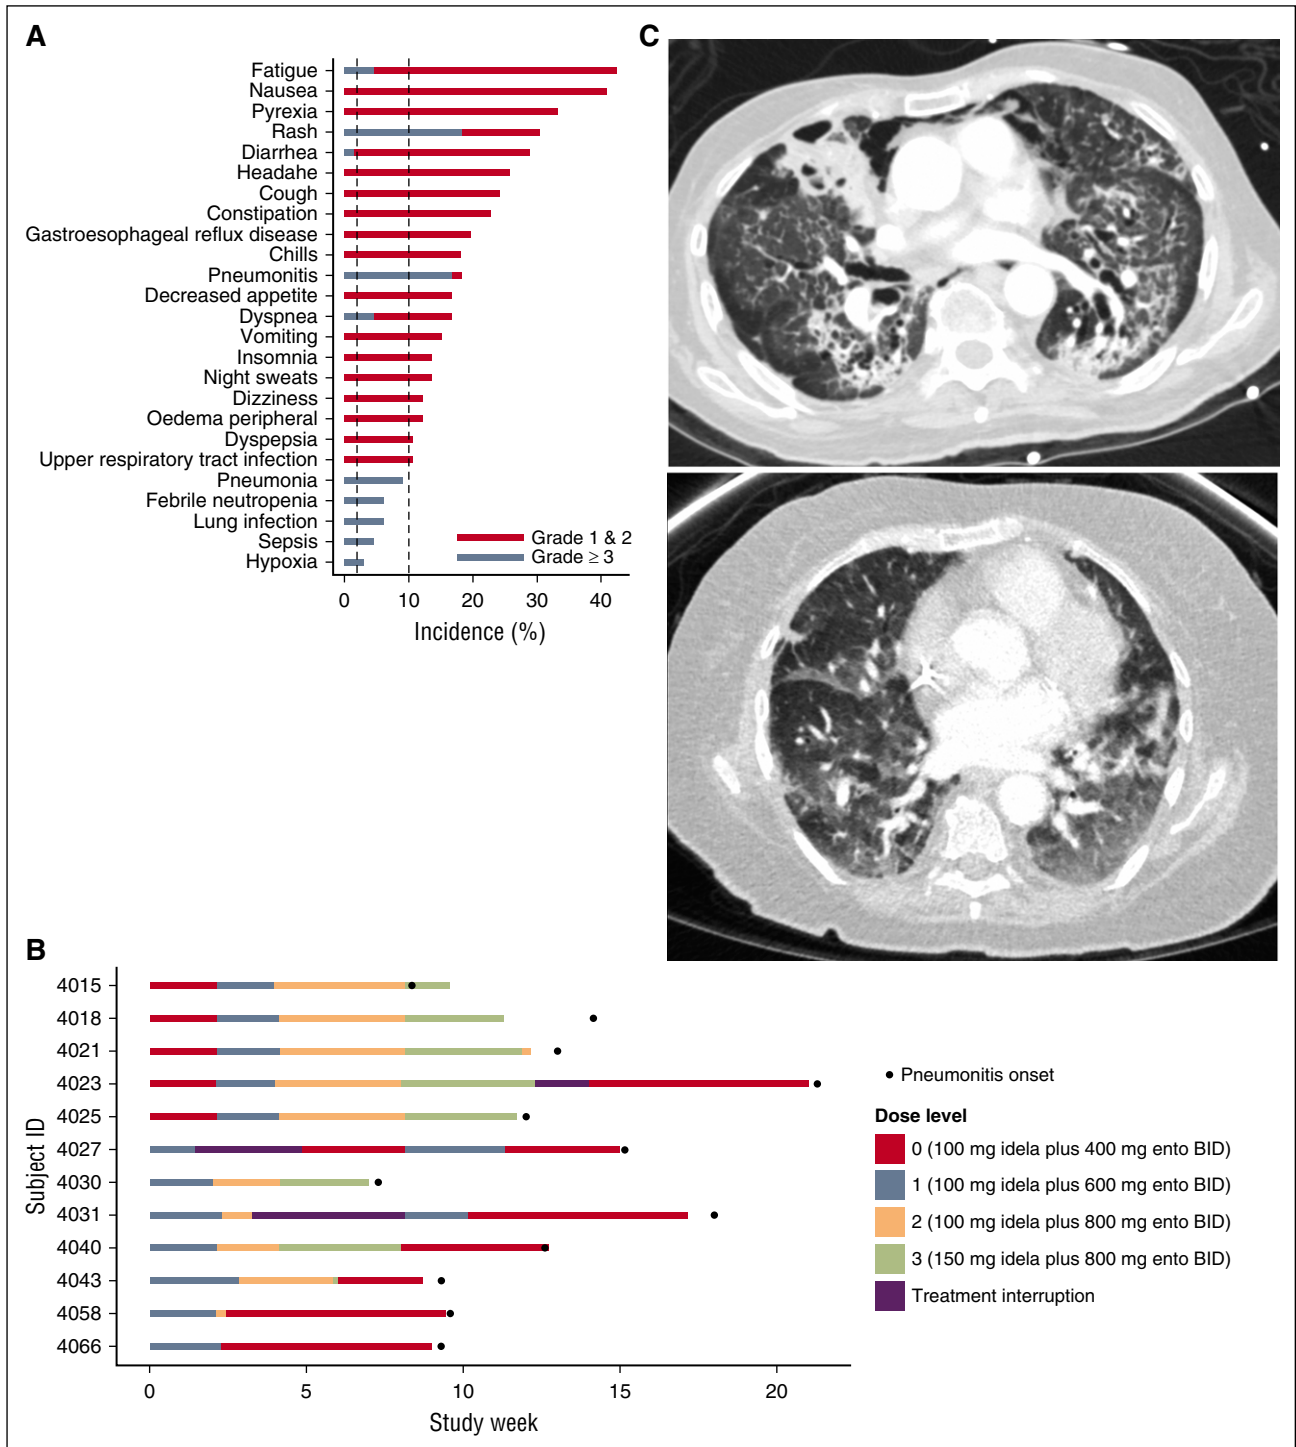 A
Fatigue
Nausea
Pyrexia
Rash
Diarrhea
Headahe
Cough
Constipation
Gastroesophageal reflux disease
Chills
Pneumonitis
Decreased appetite
Dyspnea
Vomiting
Insomnia
Night sweats
Dizziness
Oedema peripheral
Dyspepsia
Upper respiratory tract infection
Pneumonia
Febrile neutropenia
Lung infection
Sepsis
Hypoxia
Grade 1 & 2
Grade ≥ 3
0 10 20 30 40
Incidence (%)
C
B
Subject ID
4015
4018
4021
4023
4025
4027
4030
4031
4040
4043
4058
4066
0 5 10 15 20
Study week
Pneumonitis onset
Dose level
0 (100 mg idela plus 400 mg ento BID)
1 (100 mg idela plus 600 mg ento BID)
2 (100 mg idela plus 800 mg ento BID)
3 (150 mg idela plus 800 mg ento BID)
Treatment interruption